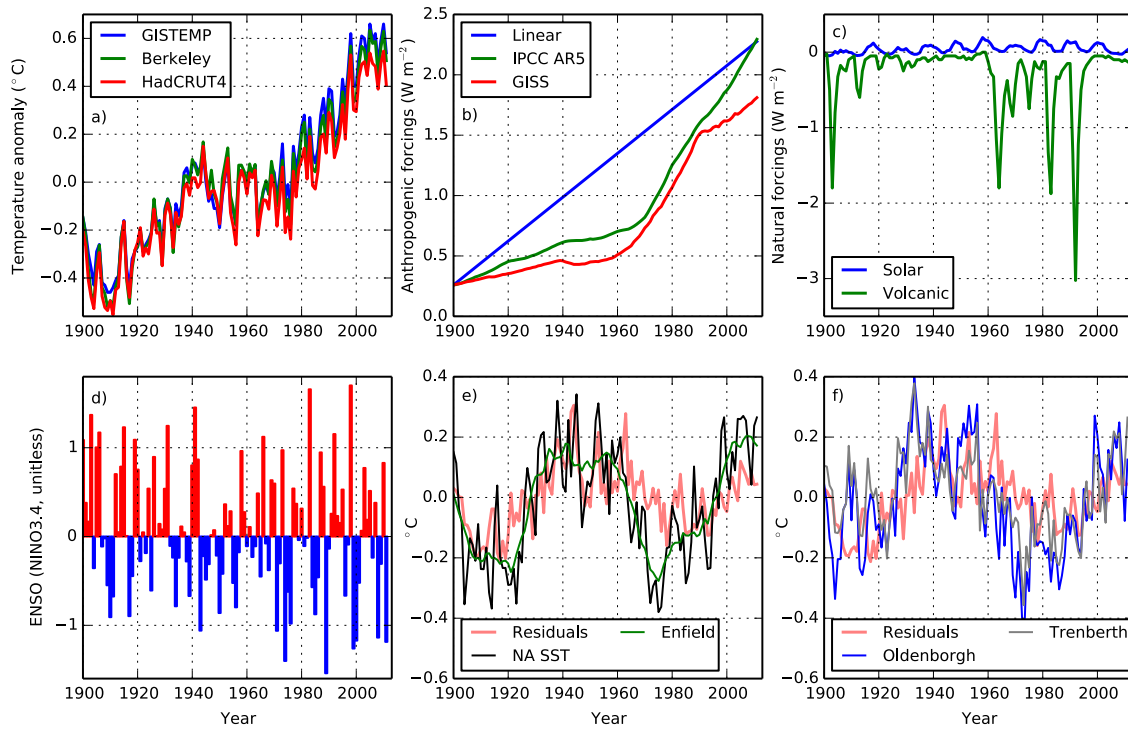 Temperature anomaly (°C)
0.6
0.4
0.2
0.0
−0.2
−0.4
GISTEMP
Berkeley
HadCRUT4
a)
1900 1920 1940 1960 1980 2000
Anthropogenic forcings (W m−2)
2.5
2.0
1.5
1.0
0.5
0.0
Linear
IPCC AR5
GISS
b)
1900 1920 1940 1960 1980 2000
Natural forcings (W m−2)
0
−1
−2
−3
c)
Solar
Volcanic
1900 1920 1940 1960 1980 2000
ENSO (NINO3.4, unitless)
1
0
−1
d)
1900 1920 1940 1960 1980 2000
Year
°C
0.4
0.2
0.0
−0.2
−0.4
−0.6
e)
Residuals Enfield
NA SST
1900 1920 1940 1960 1980 2000
Year
°C
0.4
0.2
0.0
−0.2
−0.4
−0.6
f)
Residuals Trenberth
Oldenborgh
1900 1920 1940 1960 1980 2000
Year